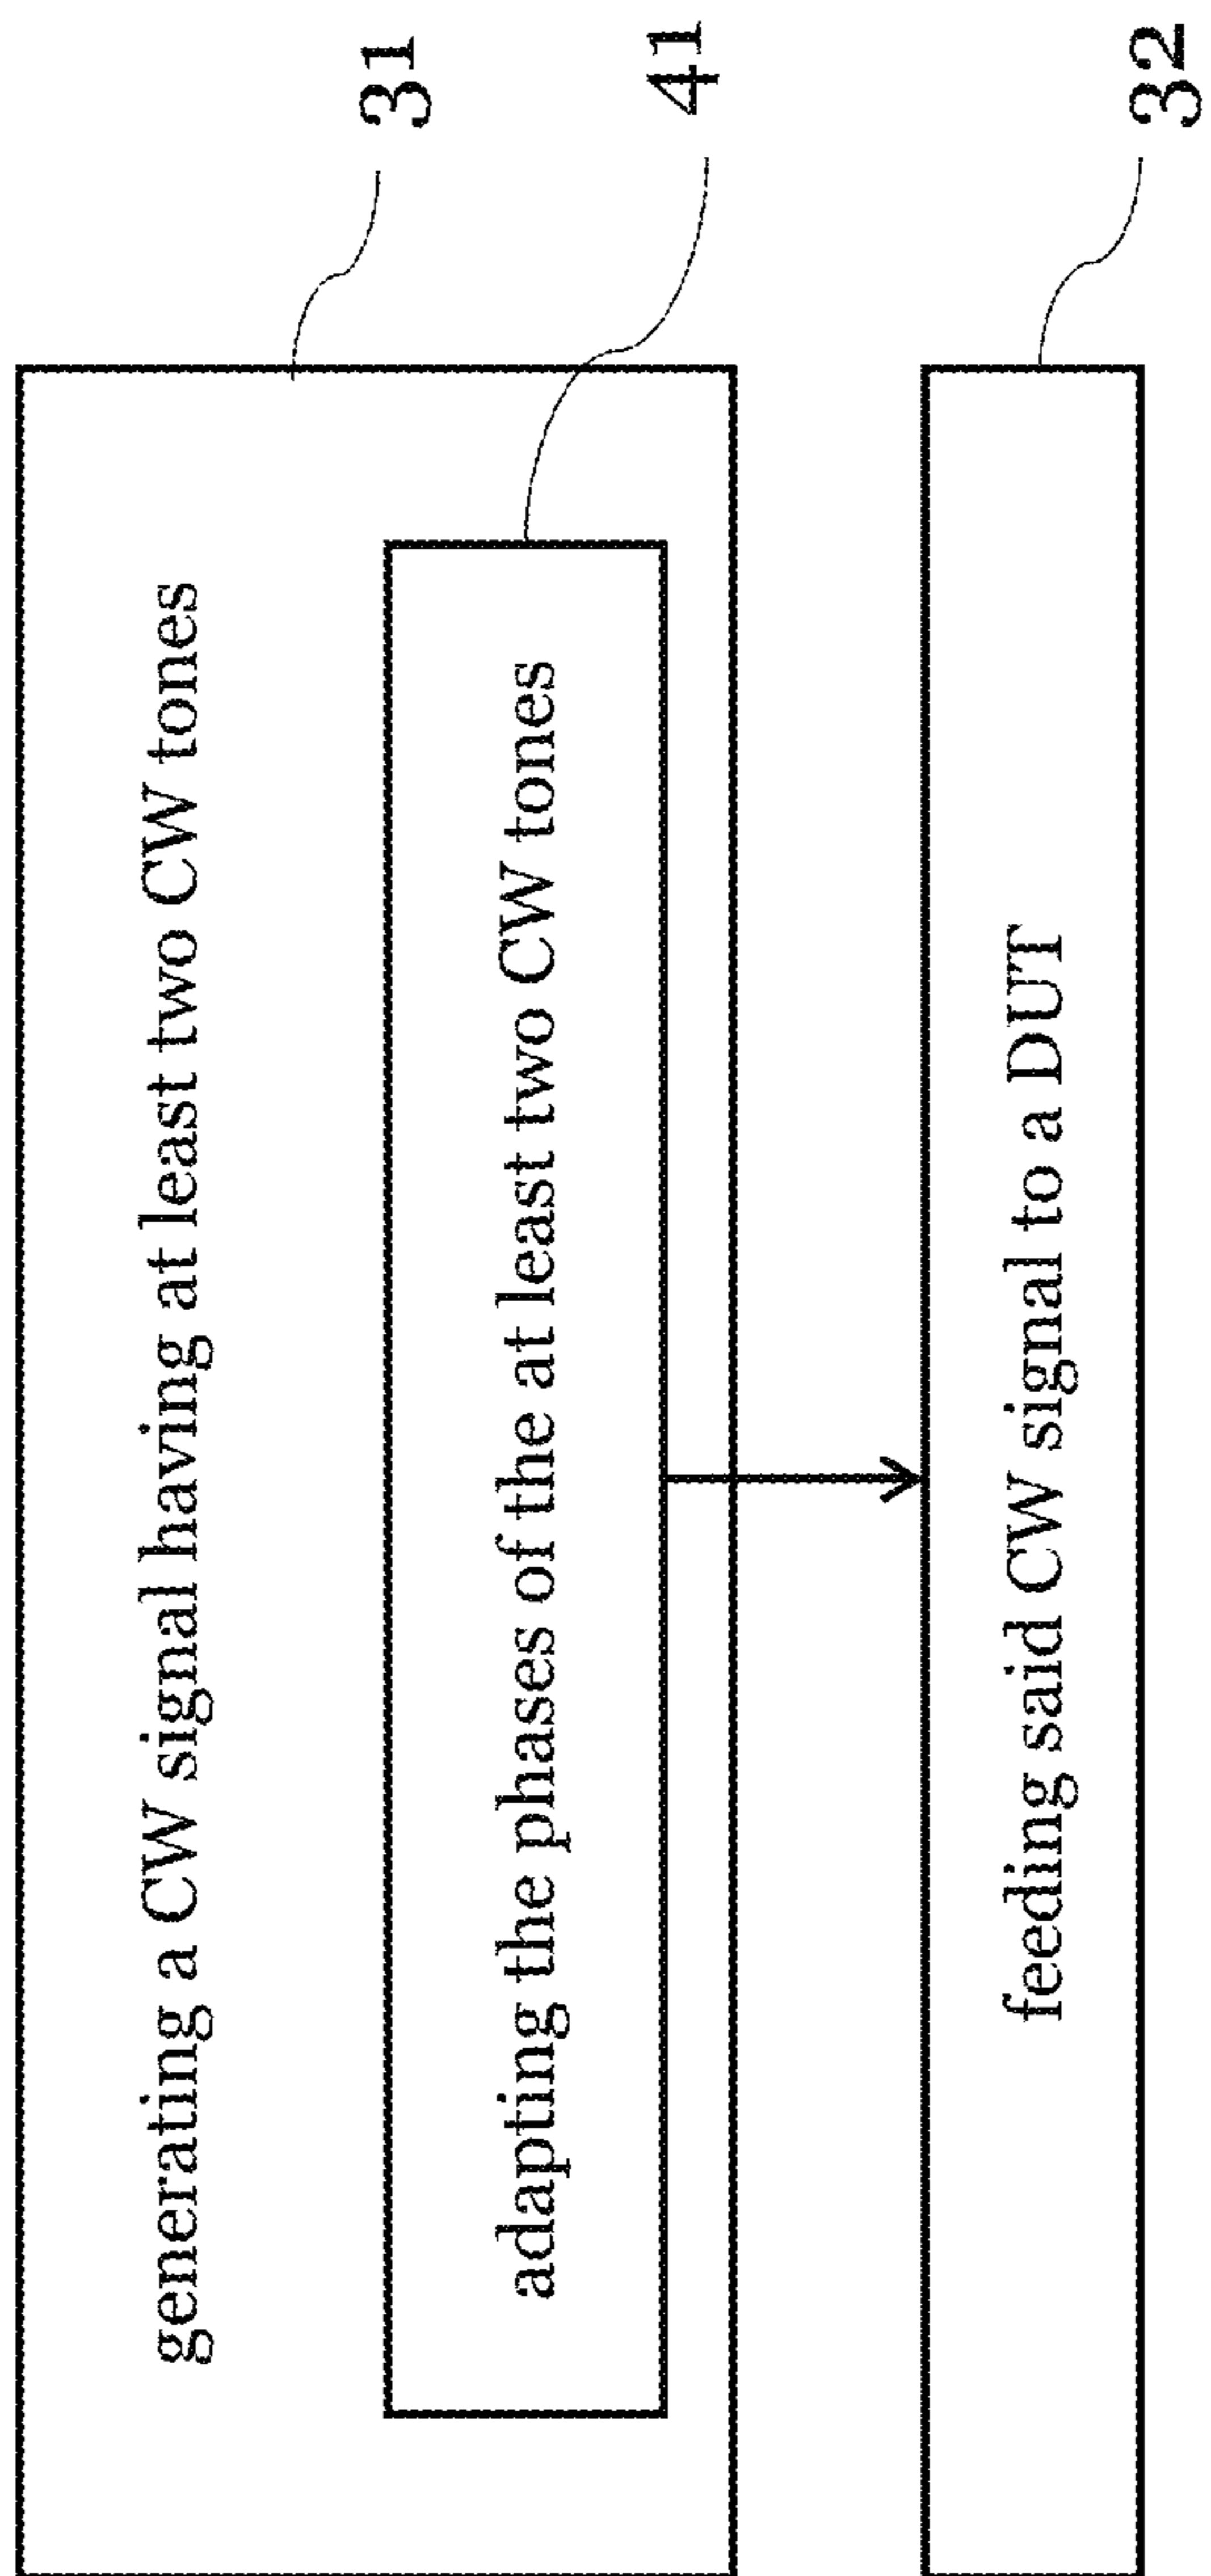 generating a CW signal having at least two CW tones
31
adapting the phases of the at least two CW tones
41
feeding said CW signal to a DUT
32